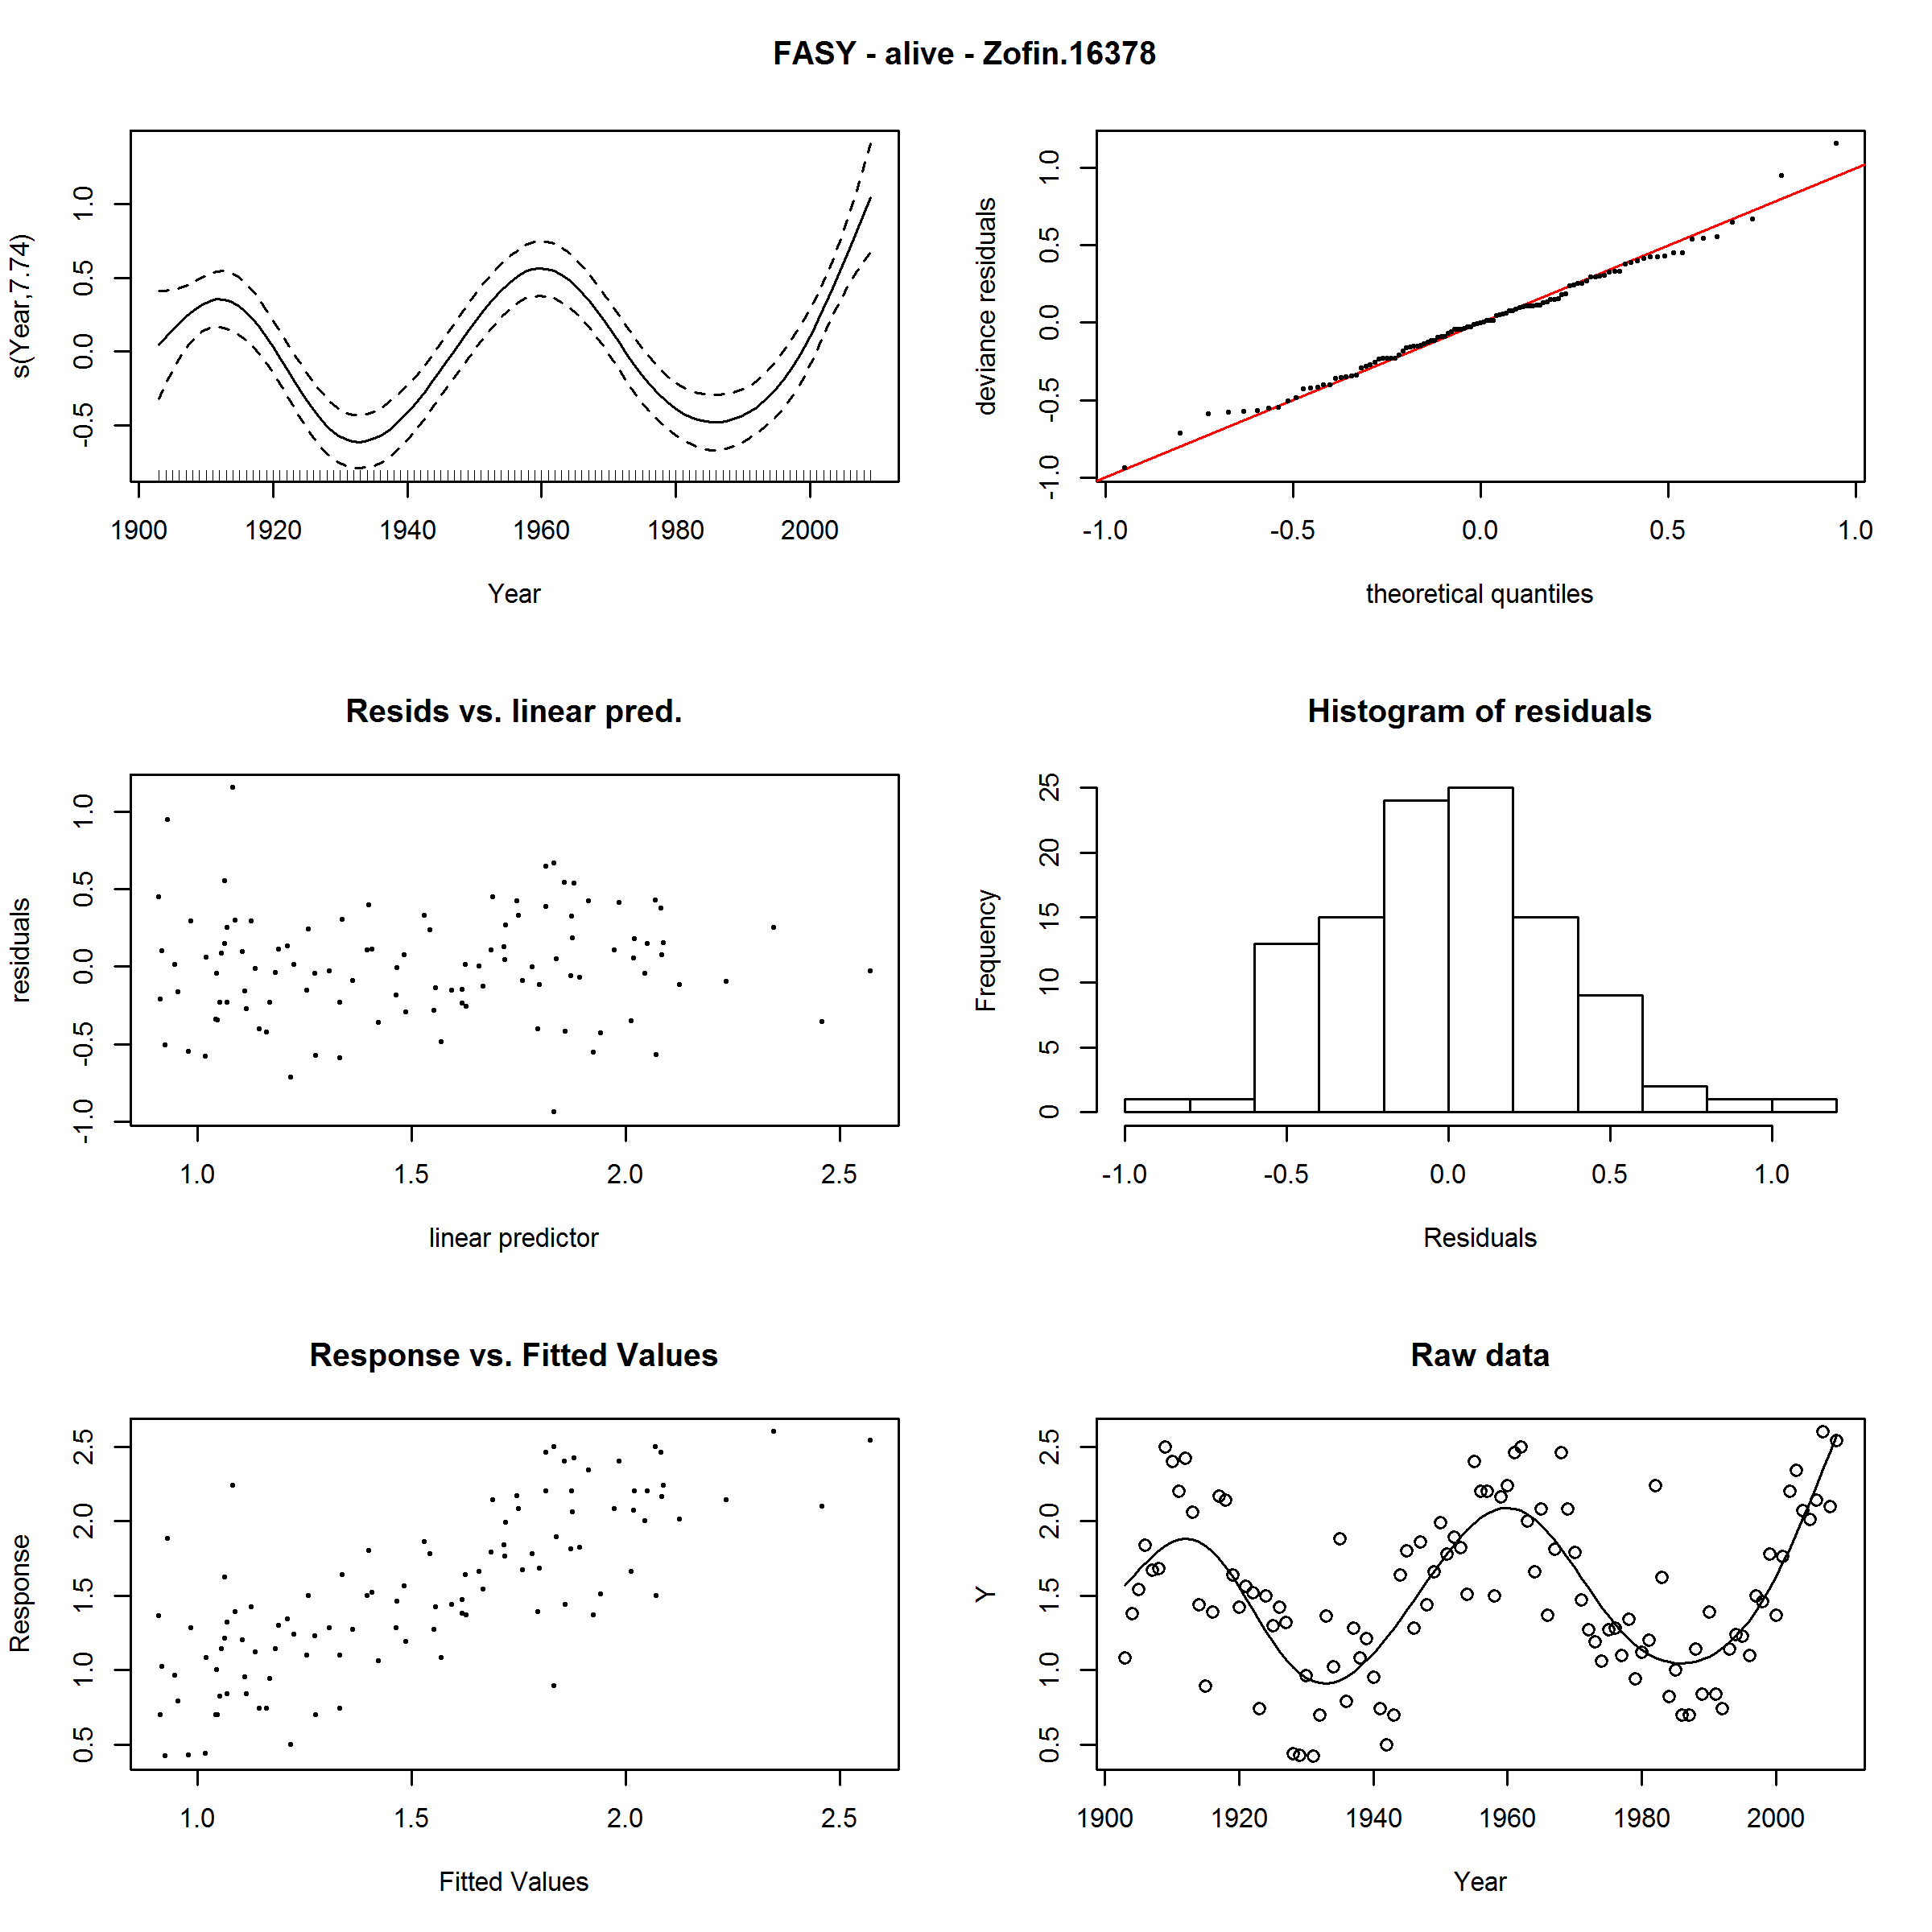 FASY - alive - Zofin.16378
s(Year,7.74)
-0.5 0.0 0.5 1.0
1900 1920 1940 1960 1980 2000
Year
deviance residuals
-1.0 -0.5 0.0 0.5 1.0
-1.0 -0.5 0.0 0.5 1.0
theoretical quantiles
Resids vs. linear pred.
residuals
-1.0 -0.5 0.0 0.5 1.0
1.0 1.5 2.0 2.5
linear predictor
Histogram of residuals
Frequency
0 5 10 15 20 25
-1.0 -0.5 0.0 0.5 1.0
Residuals
Response vs. Fitted Values
Response
0.5 1.0 1.5 2.0 2.5
1.0 1.5 2.0 2.5
Fitted Values
Raw data
Y
0.5 1.0 1.5 2.0 2.5
1900 1920 1940 1960 1980 2000
Year